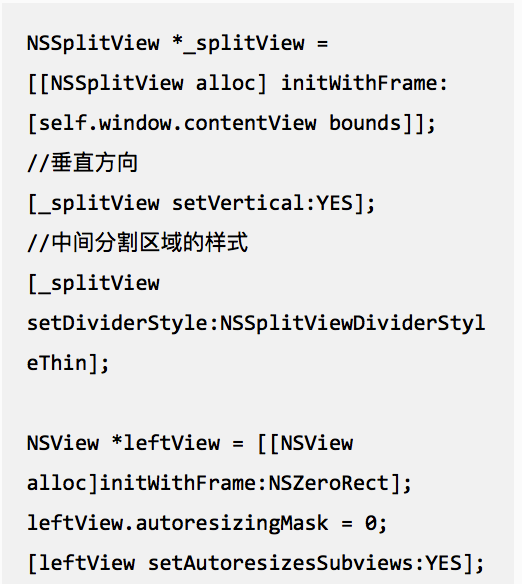 NSSplitView *_splitView =
[[NSSplitView alloc] initWithFrame:
[self.window.contentView bounds]];
//垂直方向
[_splitView setVertical:YES];
//中间分割区域的样式
[_splitView
setDividerStyle:NSSplitViewDividerStyl
eThin];
NSView *leftView = [[NSView
alloc]initWithFrame:NSZeroRect];
leftView.autoresizingMask = 0;
[leftView setAutoresizesSubviews:YES];